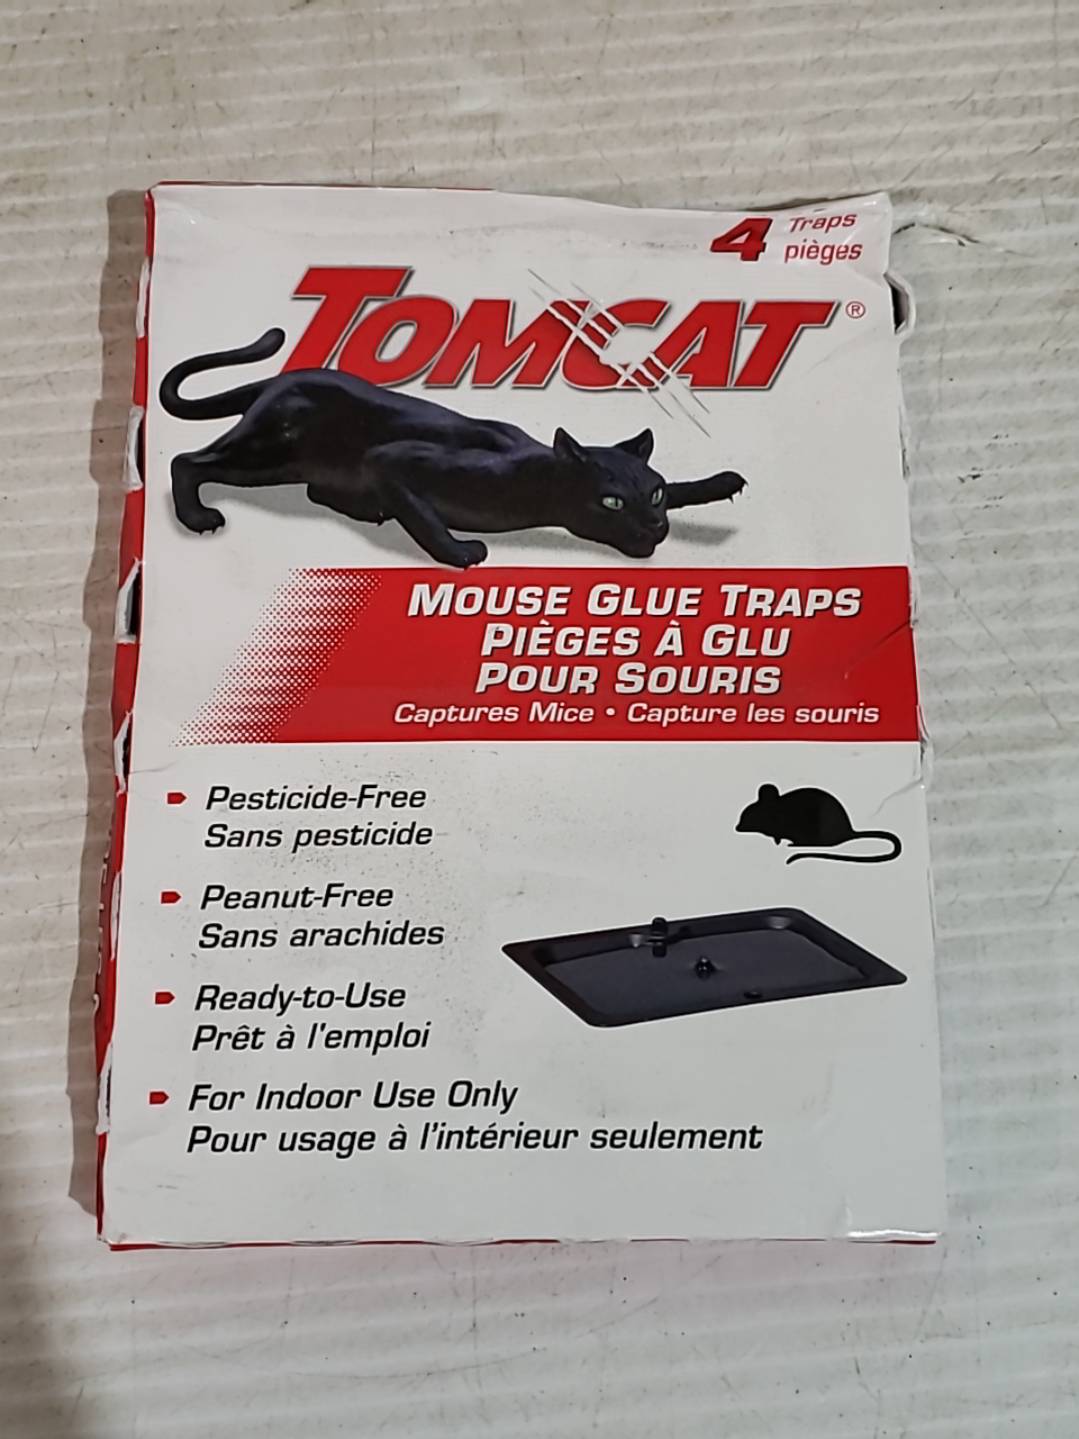 4 Traps
pièges
TOMCAT®
MOUSE GLUE TRAPS
PIÈGES À GLU
POUR SOURIS
Captures Mice • Capture les souris
Pesticide-Free
Sans pesticide
Peanut-Free
Sans arachides
Ready-to-Use
Prêt à l'emploi
For Indoor Use Only
Pour usage à l'intérieur seulement